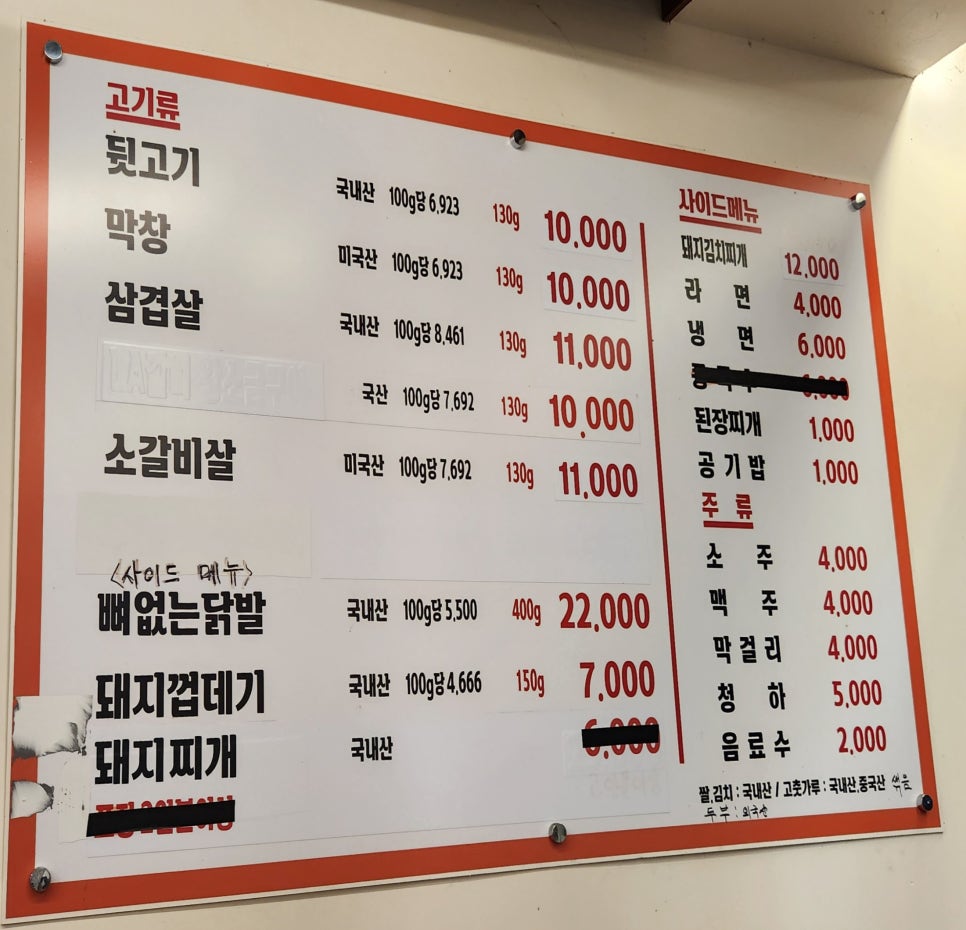 고기류
뒷고기 국내산 100g당 6,923 130g 10,000
막창 미국산 100g당 6,923 130g 10,000
삼겹살 국내산 100g당 8,461 130g 11,000
국산 100g당 7,692 130g 10,000
소갈비살 미국산 100g당 7,692 130g 11,000
<사이드 메뉴>
뼈없는닭발 국내산 100g당 5,500 400g 22,000
돼지껍데기 국내산 100g당 4,666 150g 7,000
돼지찌개 국내산 6,000
사이드메뉴
돼지김치찌개 12,000
라 면 4,000
냉 면 6,000
된장찌개 1,000
공기밥 1,000
주 류
소 주 4,000
맥 주 4,000
막걸리 4,000
청 하 5,000
음료수 2,000
쌀,김치 : 국내산 / 고춧가루 : 국내산,중국산
두부 : 외국산